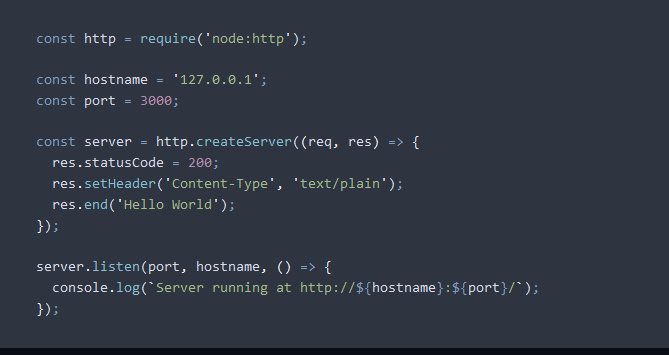 const http = require('node:http');
const hostname = '127.0.0.1';
const port = 3000;
const server = http.createServer((req, res) => {
  res.statusCode = 200;
  res.setHeader('Content-Type', 'text/plain');
  res.end('Hello World');
});
server.listen(port, hostname, () => {
  console.log(`Server running at http://${hostname}:${port}/`);
});